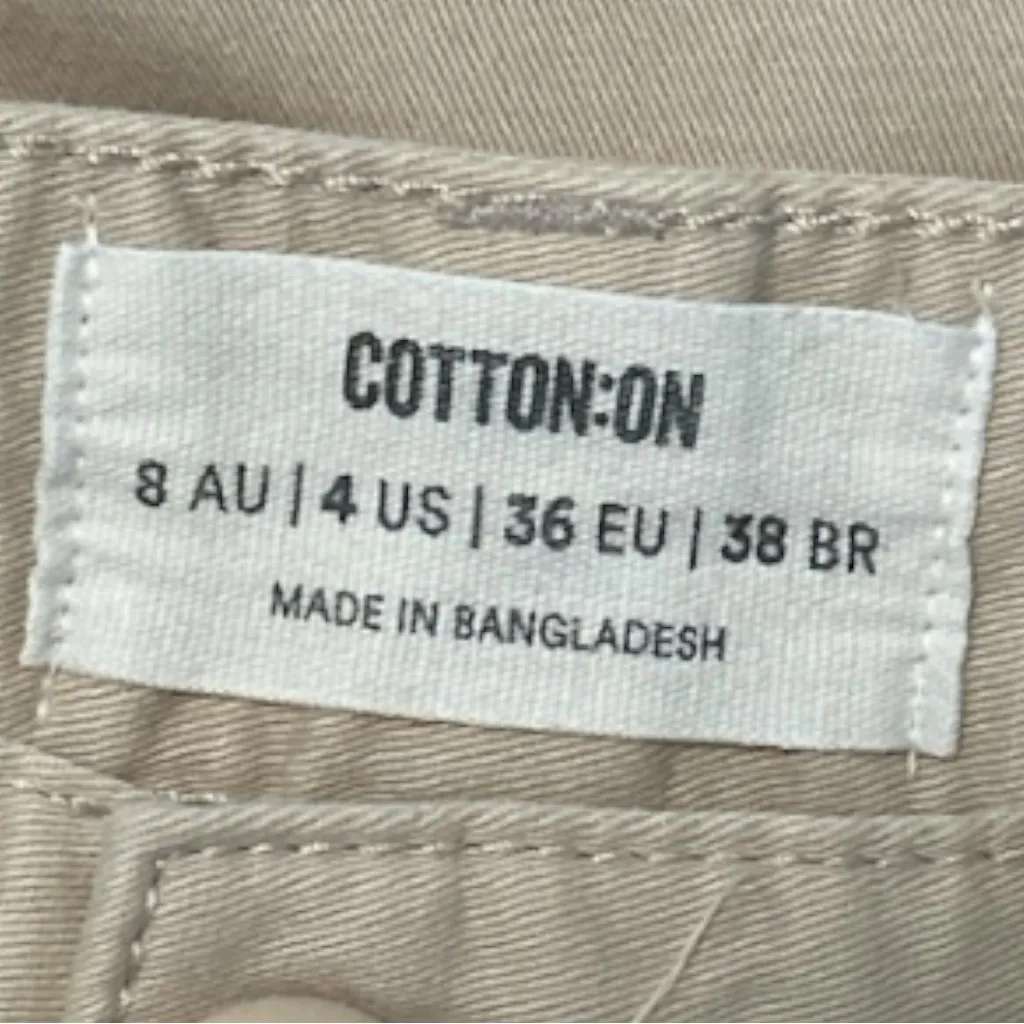 COTTON:ON
8 AU | 4 US | 36 EU | 38 BR
MADE IN BANGLADESH